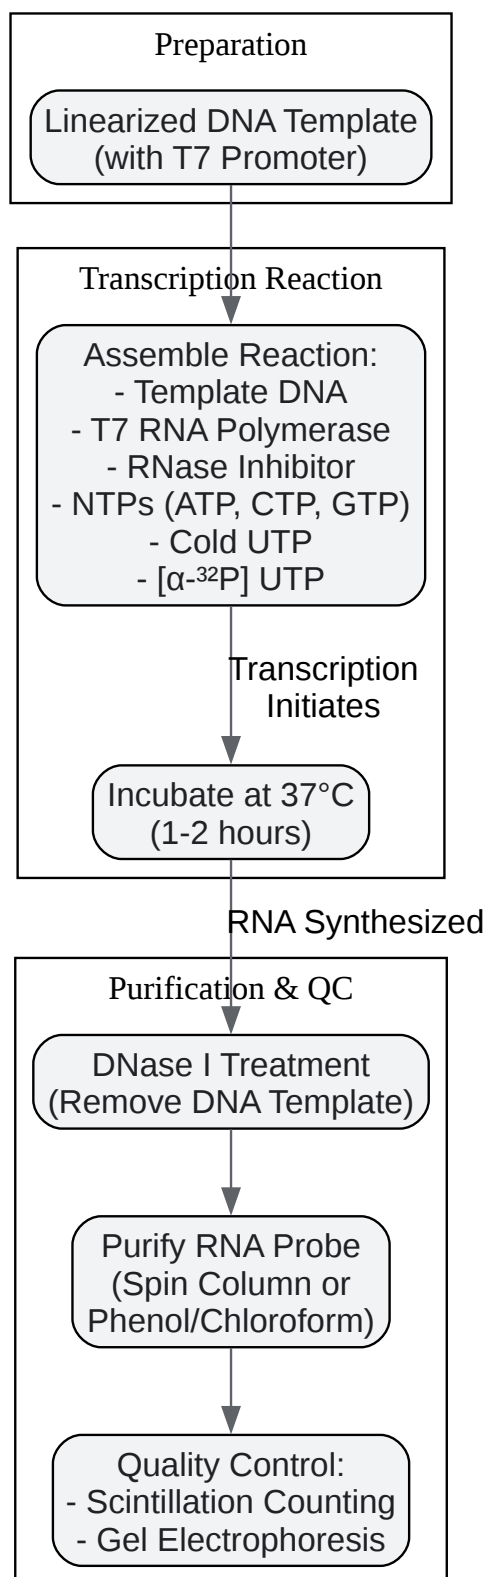 Preparation
Linearized DNA Template
(with T7 Promoter)
Transcription Reaction
Assemble Reaction:
- Template DNA
- T7 RNA Polymerase
- RNase Inhibitor
- NTPs (ATP, CTP, GTP)
- Cold UTP
- [α-³²P] UTP
Transcription
Initiates
Incubate at 37°C
(1-2 hours)
RNA Synthesized
Purification & QC
DNase I Treatment
(Remove DNA Template)
Purify RNA Probe
(Spin Column or
Phenol/Chloroform)
Quality Control:
- Scintillation Counting
- Gel Electrophoresis